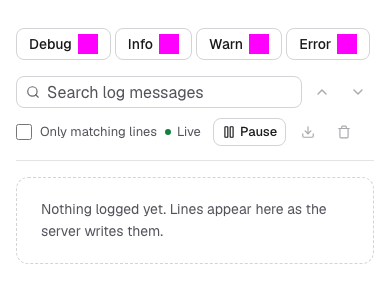 Debug Info Warn Error
Search log messages
Only matching lines Live Pause
Nothing logged yet. Lines appear here as the
server writes them.